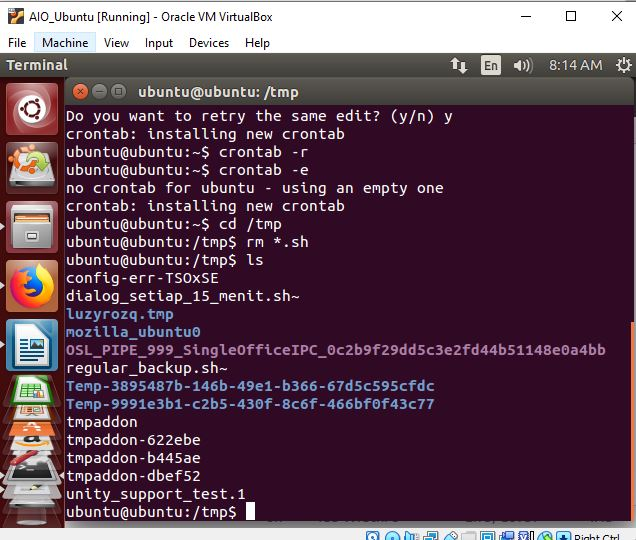 AIO_Ubuntu [Running] - Oracle VM VirtualBox
File Machine View Input Devices Help
Terminal En 8:14 AM
ubuntu@ubuntu: /tmp
Do you want to retry the same edit? (y/n) y
crontab: installing new crontab
ubuntu@ubuntu:~$ crontab -r
ubuntu@ubuntu:~$ crontab -e
no crontab for ubuntu - using an empty one
crontab: installing new crontab
ubuntu@ubuntu:~$ cd /tmp
ubuntu@ubuntu:/tmp$ rm *.sh
ubuntu@ubuntu:/tmp$ ls
config-err-TSOxSE
dialog_setiap_15_menit.sh~
luzyrozq.tmp
mozilla_ubuntu0
OSL_PIPE_999_SingleOfficeIPC_0c2b9f29dd5c3e2fd44b51148e0a4bb
regular_backup.sh~
Temp-3895487b-146b-49e1-b366-67d5c595cfdc
Temp-9991e3b1-c2b5-430f-8c6f-466bf0f43c77
tmpaddon
tmpaddon-622ebe
tmpaddon-b445ae
tmpaddon-dbef52
unity_support_test.1
ubuntu@ubuntu:/tmp$
Right Ctrl